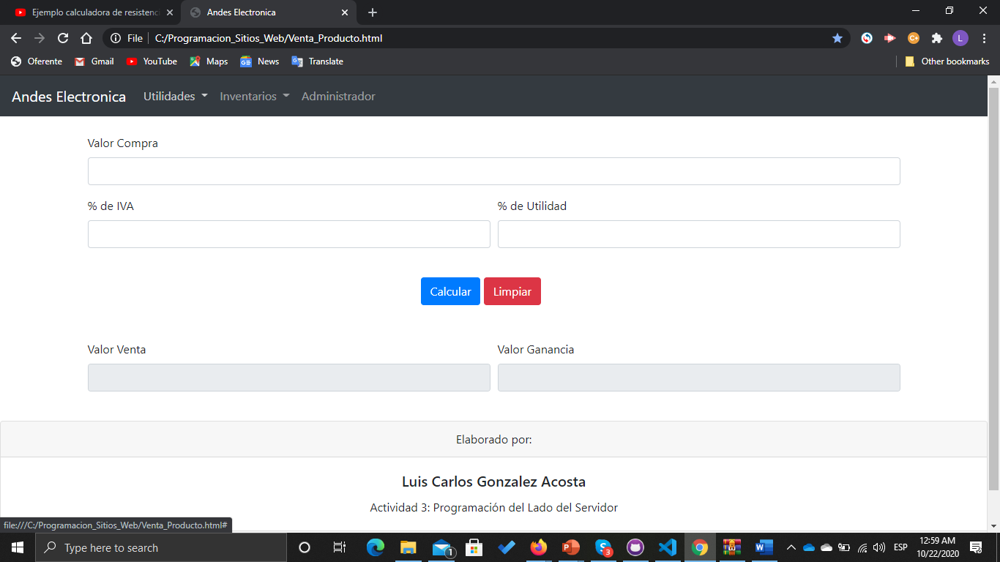 Ejemplo calculadora de resistenc
Andes Electronica
File
C:/Programacion_Sitios_Web/Venta_Producto.html
C+
L
Oferente
Gmail
YouTube
Maps
News
Translate
Other bookmarks
Andes Electronica
Utilidades
Inventarios
Administrador
Valor Compra
% de IVA
% de Utilidad
Calcular
Limpiar
Valor Venta
Valor Ganancia
Elaborado por:
Luis Carlos Gonzalez Acosta
Actividad 3: Programación del Lado del Servidor
file:///C:/Programacion_Sitios_Web/Venta_Producto.html#
Type here to search
1
3
ESP
12:59 AM
10/22/2020